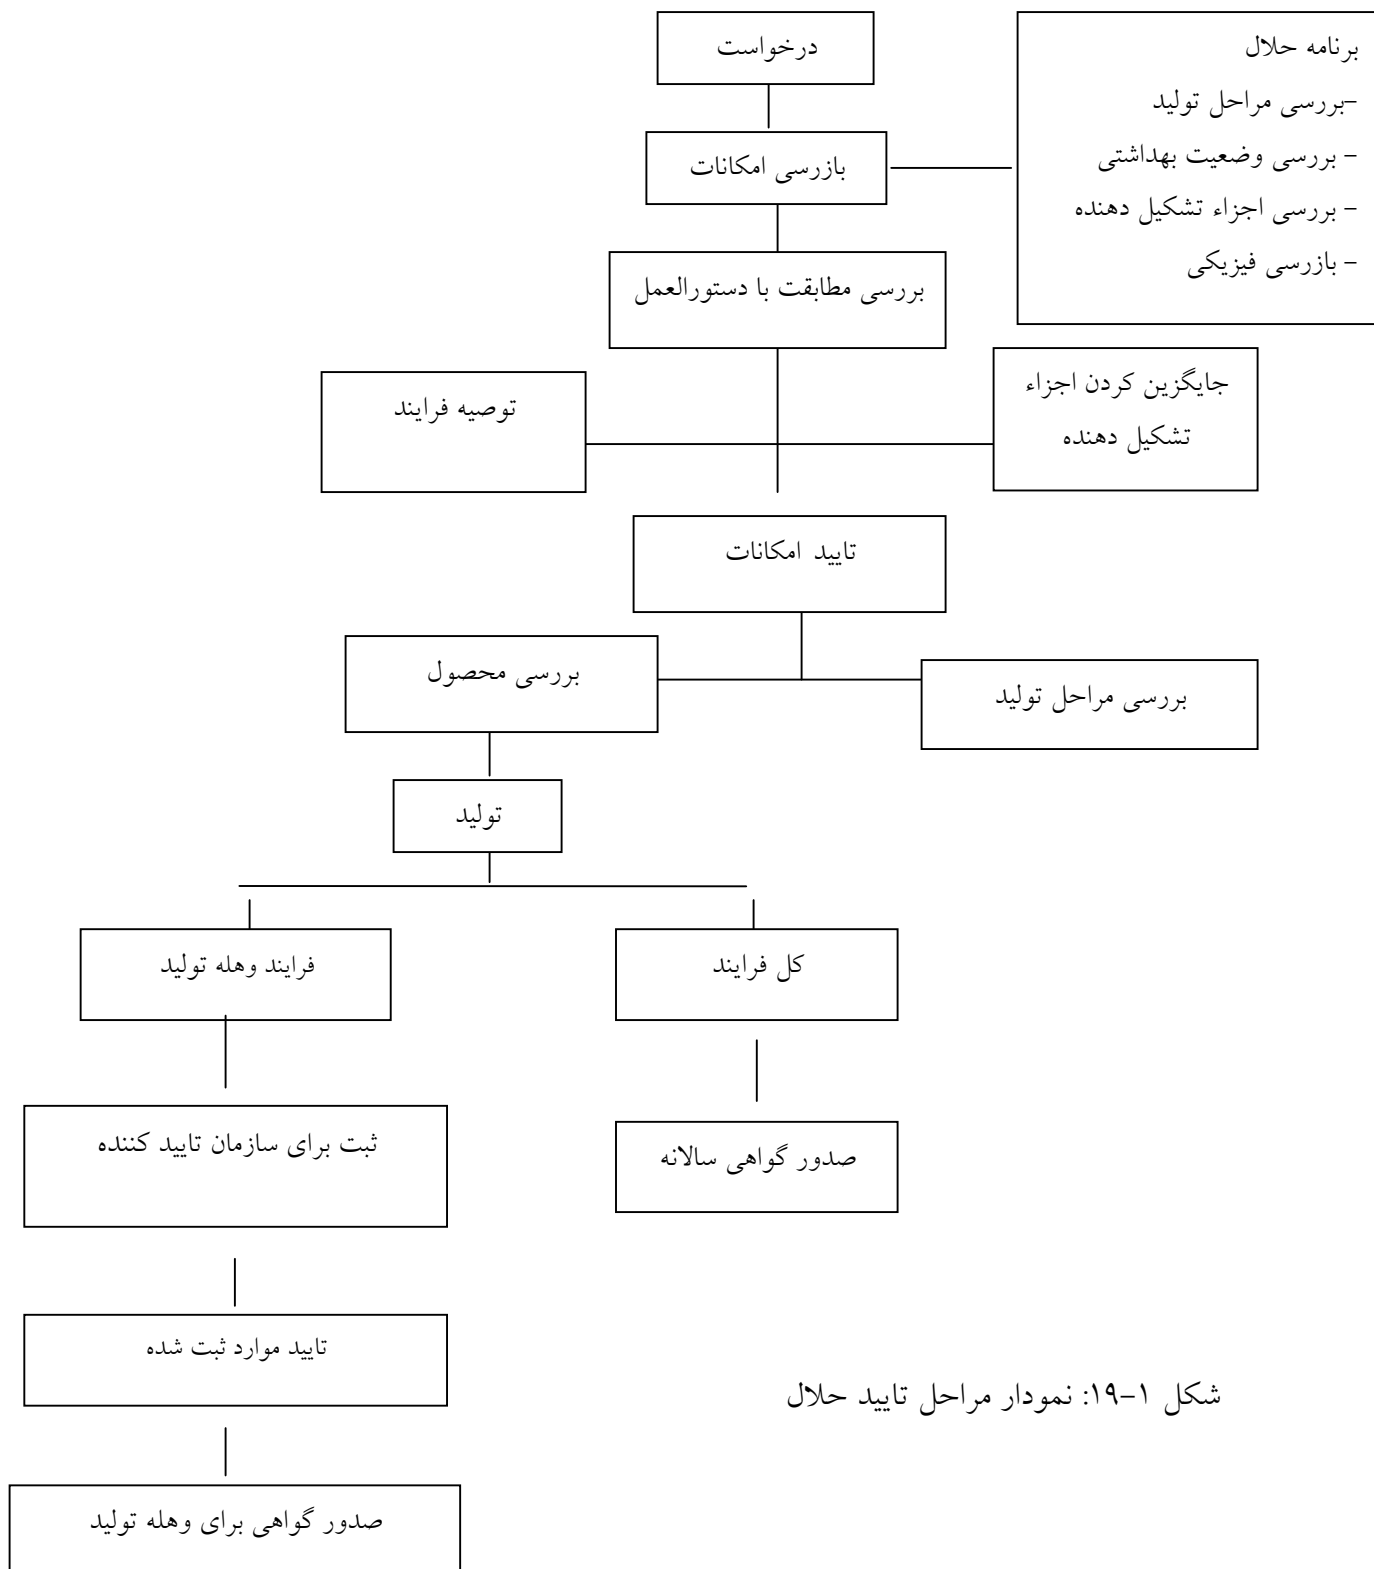 درخواست
برنامه حلال
-بررسی مراحل تولید
- بررسی وضعیت بهداشتی
- بررسی اجزاء تشکیل دهنده
- بازرسی فیزیکی
بازرسی امکانات
بررسی مطابقت با دستورالعمل
جایگزین کردن اجزاء
تشکیل دهنده
توصیه فرایند
تایید امکانات
بررسی محصول
بررسی مراحل تولید
تولید
کل فرایند
فرایند وهله تولید
صدور گواهی سالانه
ثبت برای سازمان تایید کننده
تایید موارد ثبت شده
صدور گواهی برای وهله تولید
شکل ۱-۱۹: نمودار مراحل تایید حلال